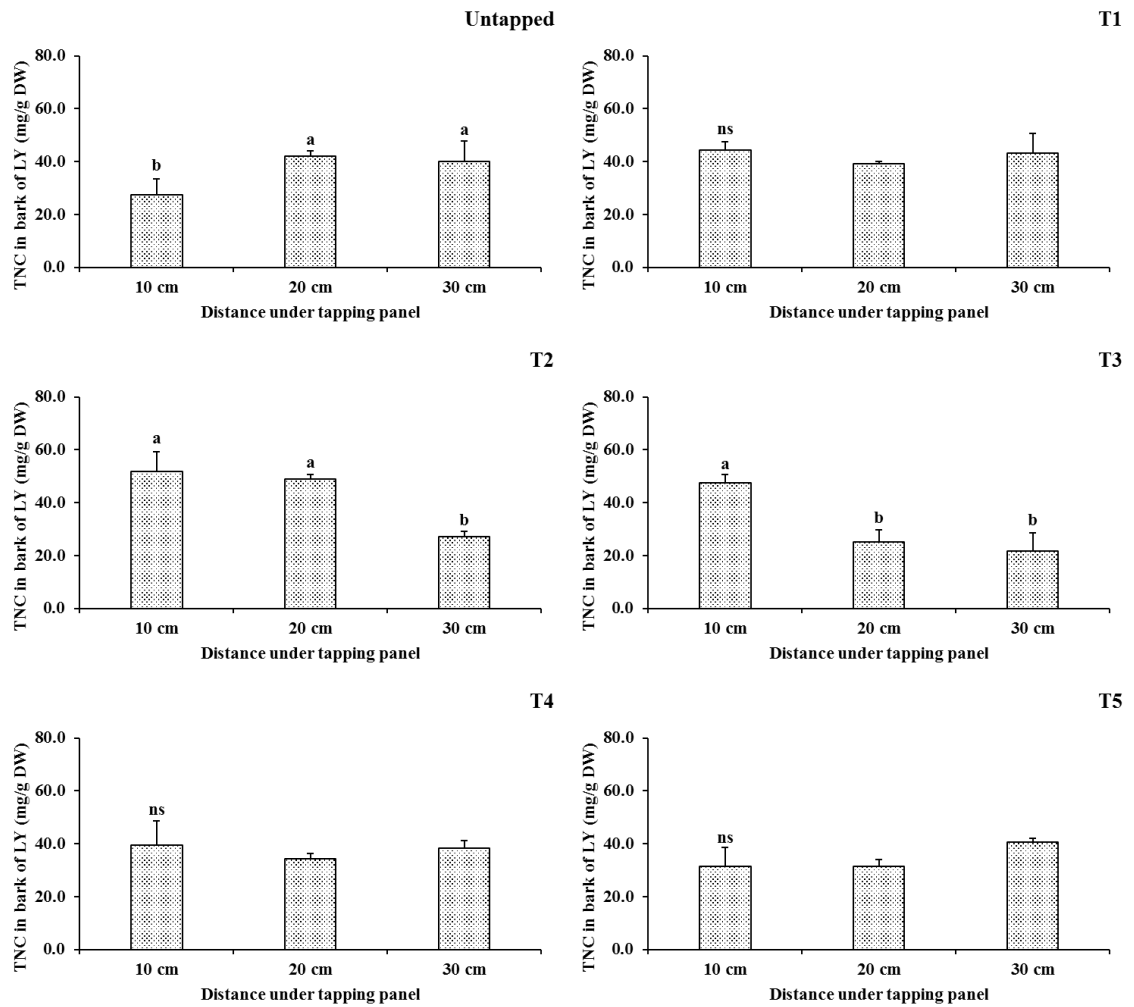 Untapped
TNC in bark of LY (mg/g DW)
80.0
60.0
40.0
20.0
0.0
b
a
a
10 cm
20 cm
30 cm
Distance under tapping panel
T1
TNC in bark of LY (mg/g DW)
80.0
60.0
40.0
20.0
0.0
ns
10 cm
20 cm
30 cm
Distance under tapping panel
T2
TNC in bark of LY (mg/g DW)
80.0
60.0
40.0
20.0
0.0
a
a
b
10 cm
20 cm
30 cm
Distance under tapping panel
T3
TNC in bark of LY (mg/g DW)
80.0
60.0
40.0
20.0
0.0
a
b
b
10 cm
20 cm
30 cm
Distance under tapping panel
T4
TNC in bark of LY (mg/g DW)
80.0
60.0
40.0
20.0
0.0
ns
10 cm
20 cm
30 cm
Distance under tapping panel
T5
TNC in bark of LY (mg/g DW)
80.0
60.0
40.0
20.0
0.0
ns
10 cm
20 cm
30 cm
Distance under tapping panel